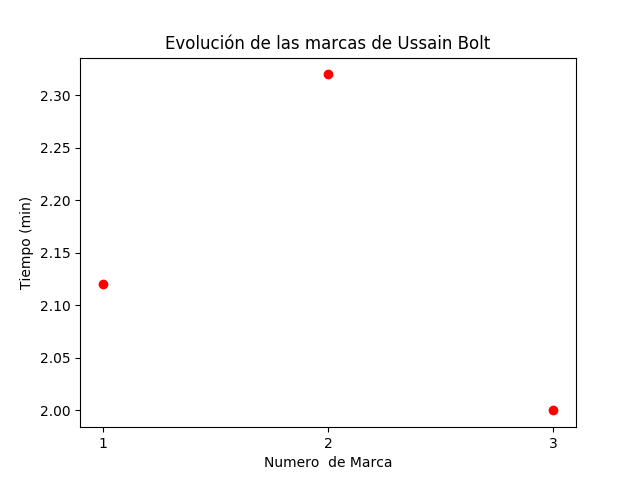 Evolución de las marcas de Ussain Bolt
2.30
2.25
2.20
2.15
2.10
2.05
2.00
Tiempo (min)
1 2 3
Numero  de Marca